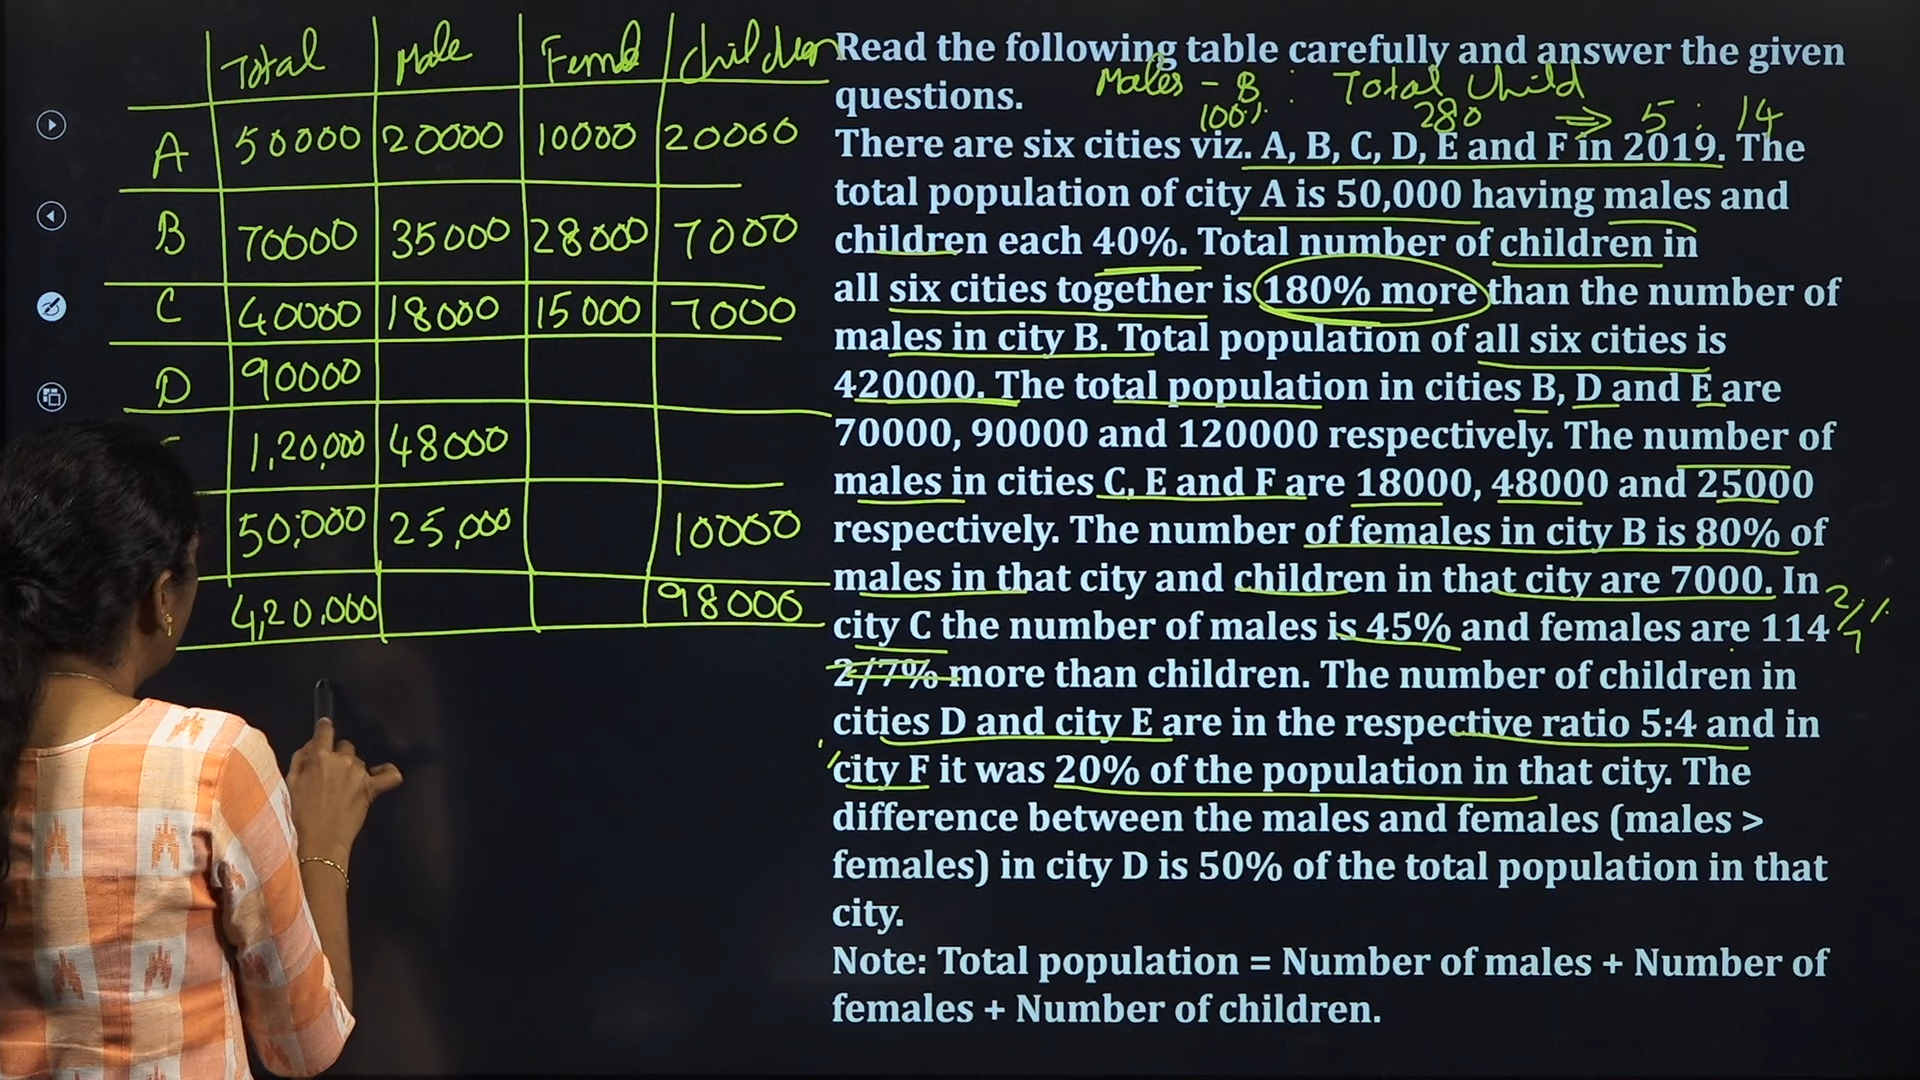 Total Male Children
A 50000 20000 10000 20000
B 70000 35000 28000 7000
C 40000 18000 15000 7000
D 90000
1,20,000 48000
50,000 25,000 10000
4,20,000 98000
Read the following table carefully and answer the given
Males - B : Total Child
questions.
100% 280 ⇒ 5 : 14
There are six cities viz. A, B, C, D, E and F in 2019. The
total population of city A is 50,000 having males and
children each 40%. Total number of children in
all six cities together is 180% more than the number of
males in city B. Total population of all six cities is
420000. The total population in cities B, D and E are
70000, 90000 and 120000 respectively. The number of
males in cities C, E and F are 18000, 48000 and 25000
respectively. The number of females in city B is 80% of
males in that city and children in that city are 7000. In
city C the number of males is 45% and females are 114 2/7%
2/7% more than children. The number of children in
cities D and city E are in the respective ratio 5:4 and in
city F it was 20% of the population in that city. The
difference between the males and females (males >
females) in city D is 50% of the total population in that
city.
Note: Total population = Number of males + Number of
females + Number of children.